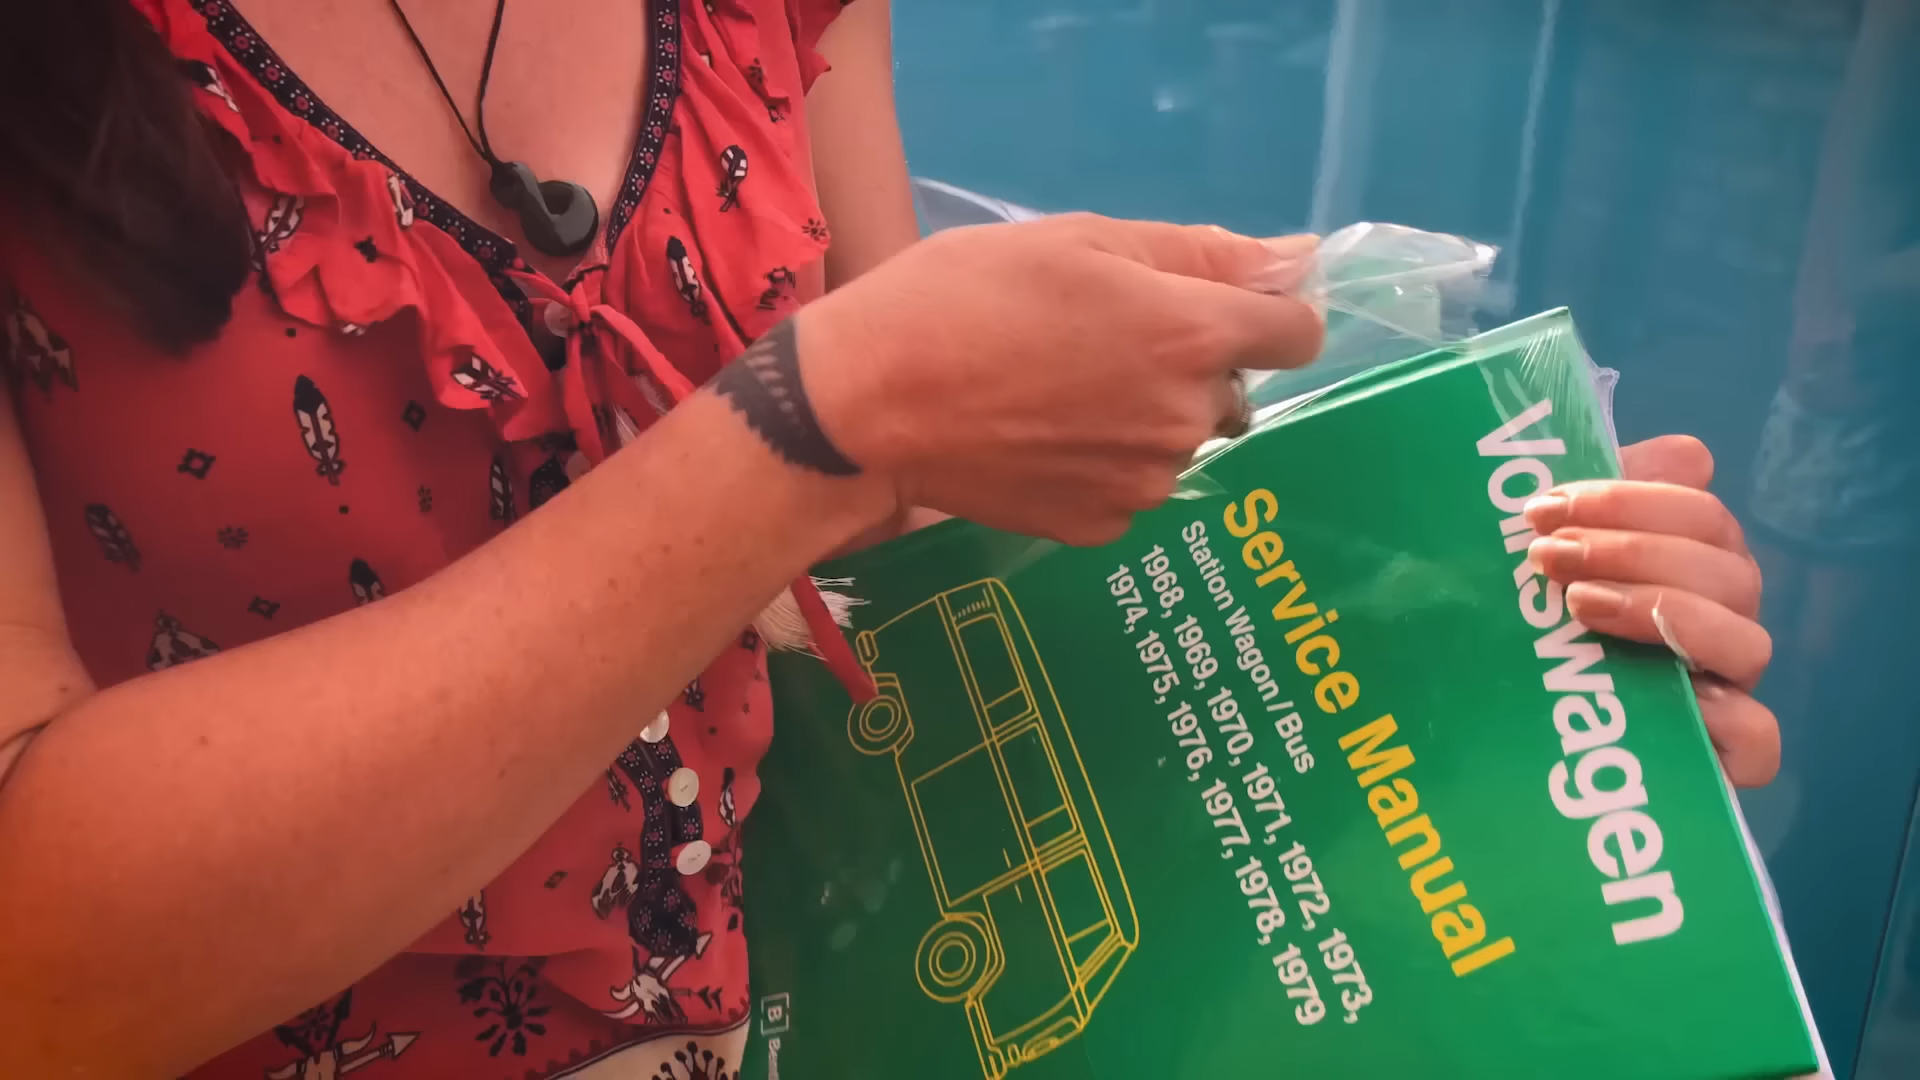 Volkswagen
Service Manual
Station Wagon / Bus
1968, 1969, 1970, 1971, 1972, 1973,
1974, 1975, 1976, 1977, 1978, 1979
B